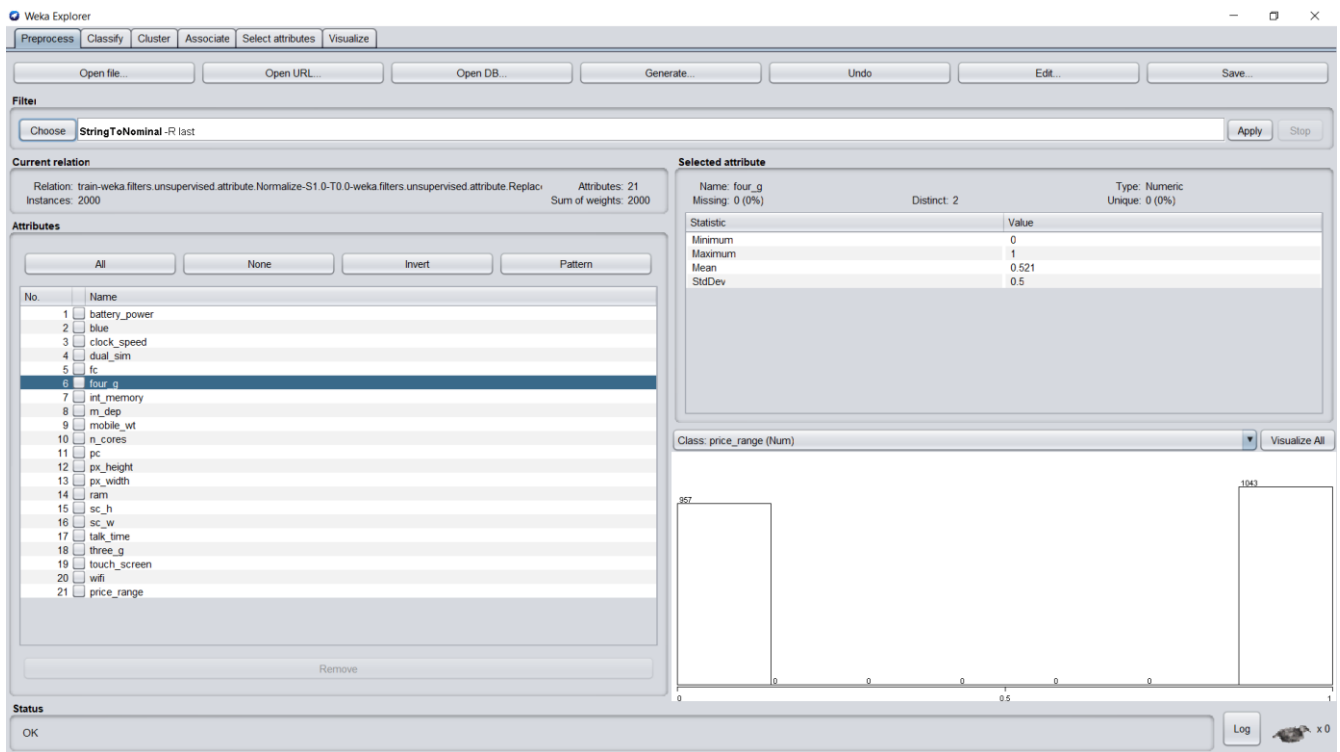 Weka Explorer
Preprocess Classify Cluster Associate Select attributes Visualize
Open file... Open URL... Open DB... Generate... Undo Edit... Save...
Filter
Choose StringToNominal -R last Apply Stop
Current relation
Relation: train-weka.filters.unsupervised.attribute.Normalize-S1.0-T0.0-weka.filters.unsupervised.attribute.Replac Attributes: 21
Instances: 2000 Sum of weights: 2000
Attributes
All None Invert Pattern
No. Name
1 battery_power
2 blue
3 clock_speed
4 dual_sim
5 fc
6 four_g
7 int_memory
8 m_dep
9 mobile_wt
10 n_cores
11 pc
12 px_height
13 px_width
14 ram
15 sc_h
16 sc_w
17 talk_time
18 three_g
19 touch_screen
20 wifi
21 price_range
Remove
Selected attribute
Name: four_g Type: Numeric
Missing: 0 (0%) Distinct: 2 Unique: 0 (0%)
Statistic Value
Minimum 0
Maximum 1
Mean 0.521
StdDev 0.5
Class: price_range (Num) Visualize All
957 1043
0 0 0 0 0
0 0.5 1
Status
OK Log x 0